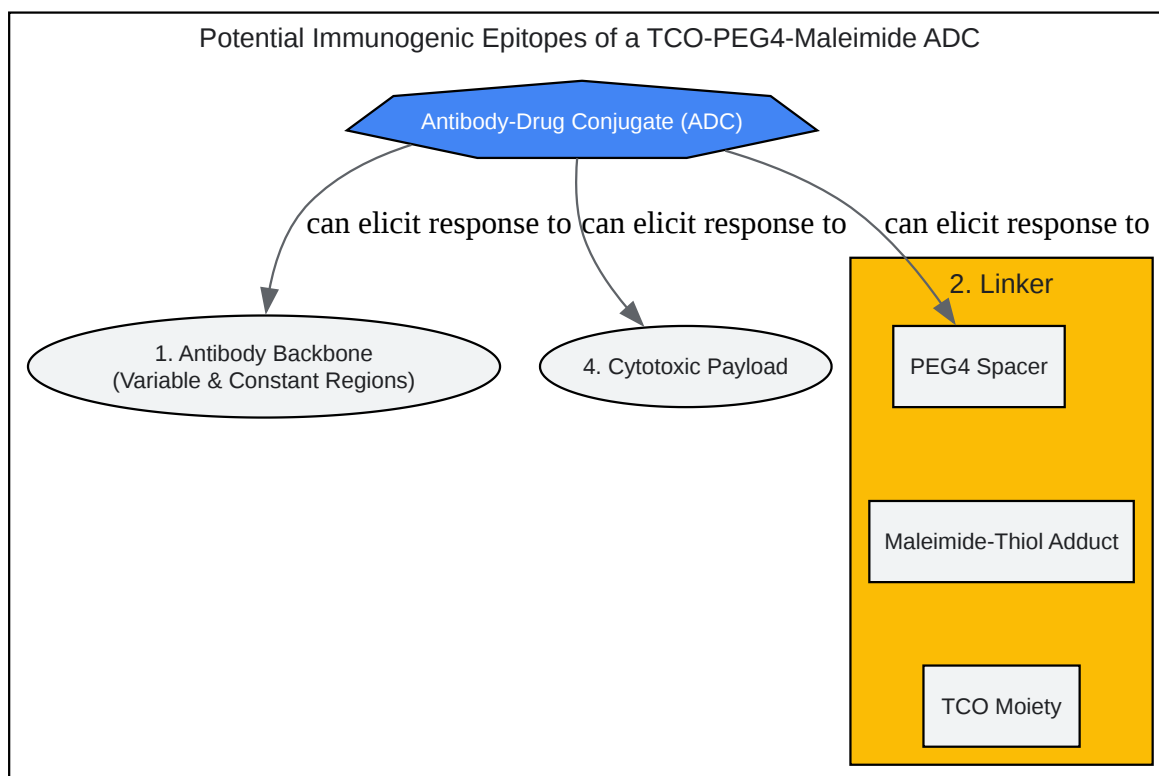 Potential Immunogenic Epitopes of a TCO-PEG4-Maleimide ADC
Antibody-Drug Conjugate (ADC)
can elicit response to
can elicit response to
can elicit response to
2. Linker
1. Antibody Backbone
(Variable & Constant Regions)
4. Cytotoxic Payload
PEG4 Spacer
Maleimide-Thiol Adduct
TCO Moiety